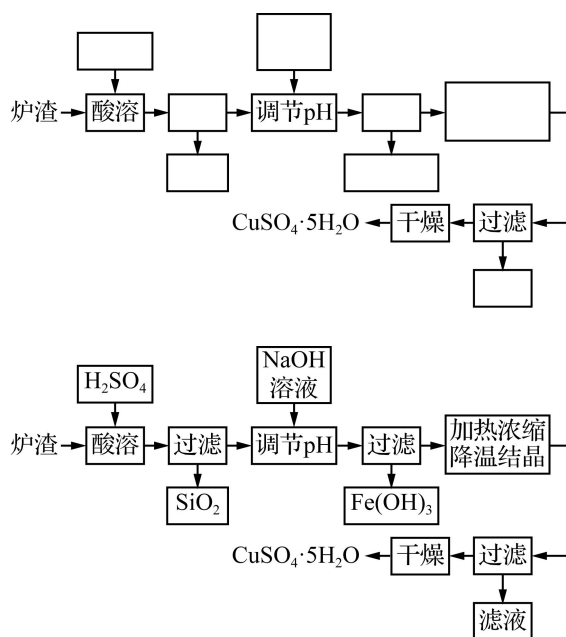 炉渣 酸溶 调节pH
CuSO₄·5H₂O 干燥 过滤
H₂SO₄ NaOH
溶液
炉渣 酸溶 过滤 调节pH 过滤 加热浓缩
降温结晶
SiO₂ Fe(OH)₃
CuSO₄·5H₂O 干燥 过滤
滤液